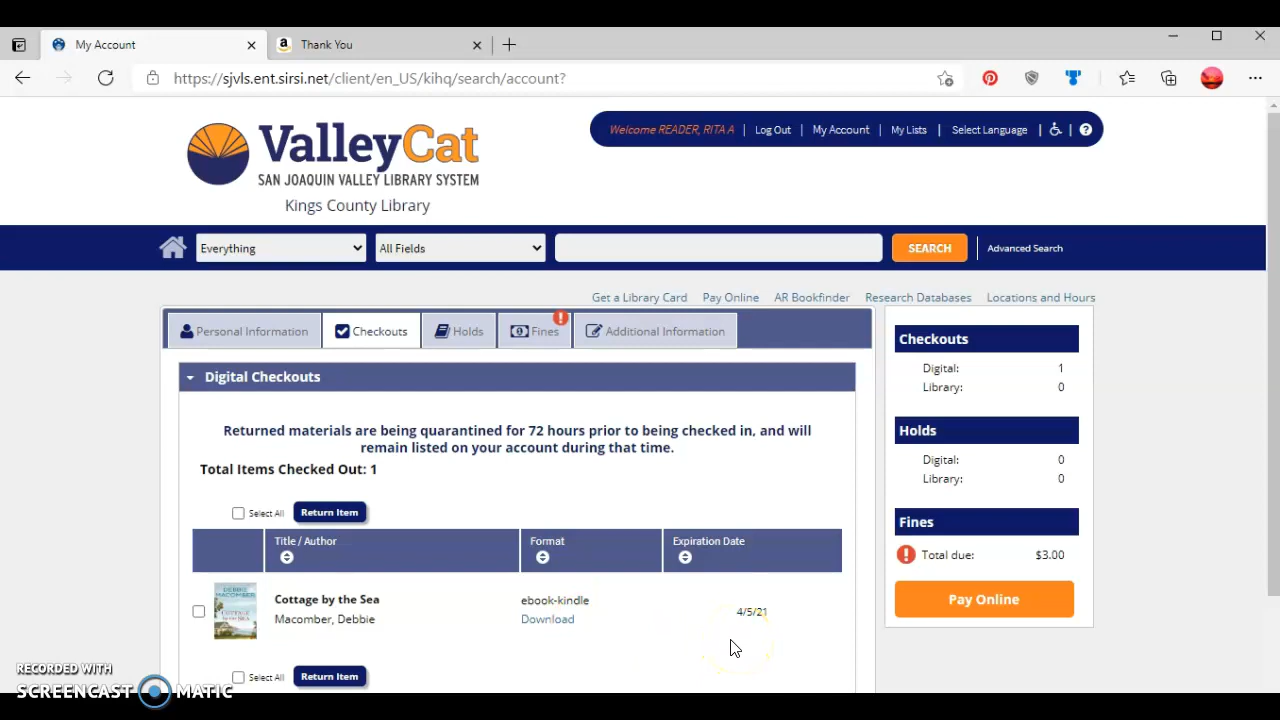 My Account
Thank You
https://sjvls.ent.sirsi.net/client/en_US/kihq/search/account?
ValleyCat
SAN JOAQUIN VALLEY LIBRARY SYSTEM
Kings County Library
Welcome READER, RITA A | Log Out | My Account | My Lists | Select Language | ?
Everything
All Fields
SEARCH
Advanced Search
Get a Library Card Pay Online AR Bookfinder Research Databases Locations and Hours
Personal Information
Checkouts
Holds
Fines
Additional Information
Digital Checkouts
Returned materials are being quarantined for 72 hours prior to being checked in, and will
remain listed on your account during that time.
Total Items Checked Out: 1
Select All Return Item
Title / Author Format Expiration Date
Cottage by the Sea ebook-kindle 4/5/21
Macomber, Debbie Download
Select All Return Item
Checkouts
Digital: 1
Library: 0
Holds
Digital: 0
Library: 0
Fines
Total due: $3.00
Pay Online
RECORDED WITH
SCREENCAST MATIC